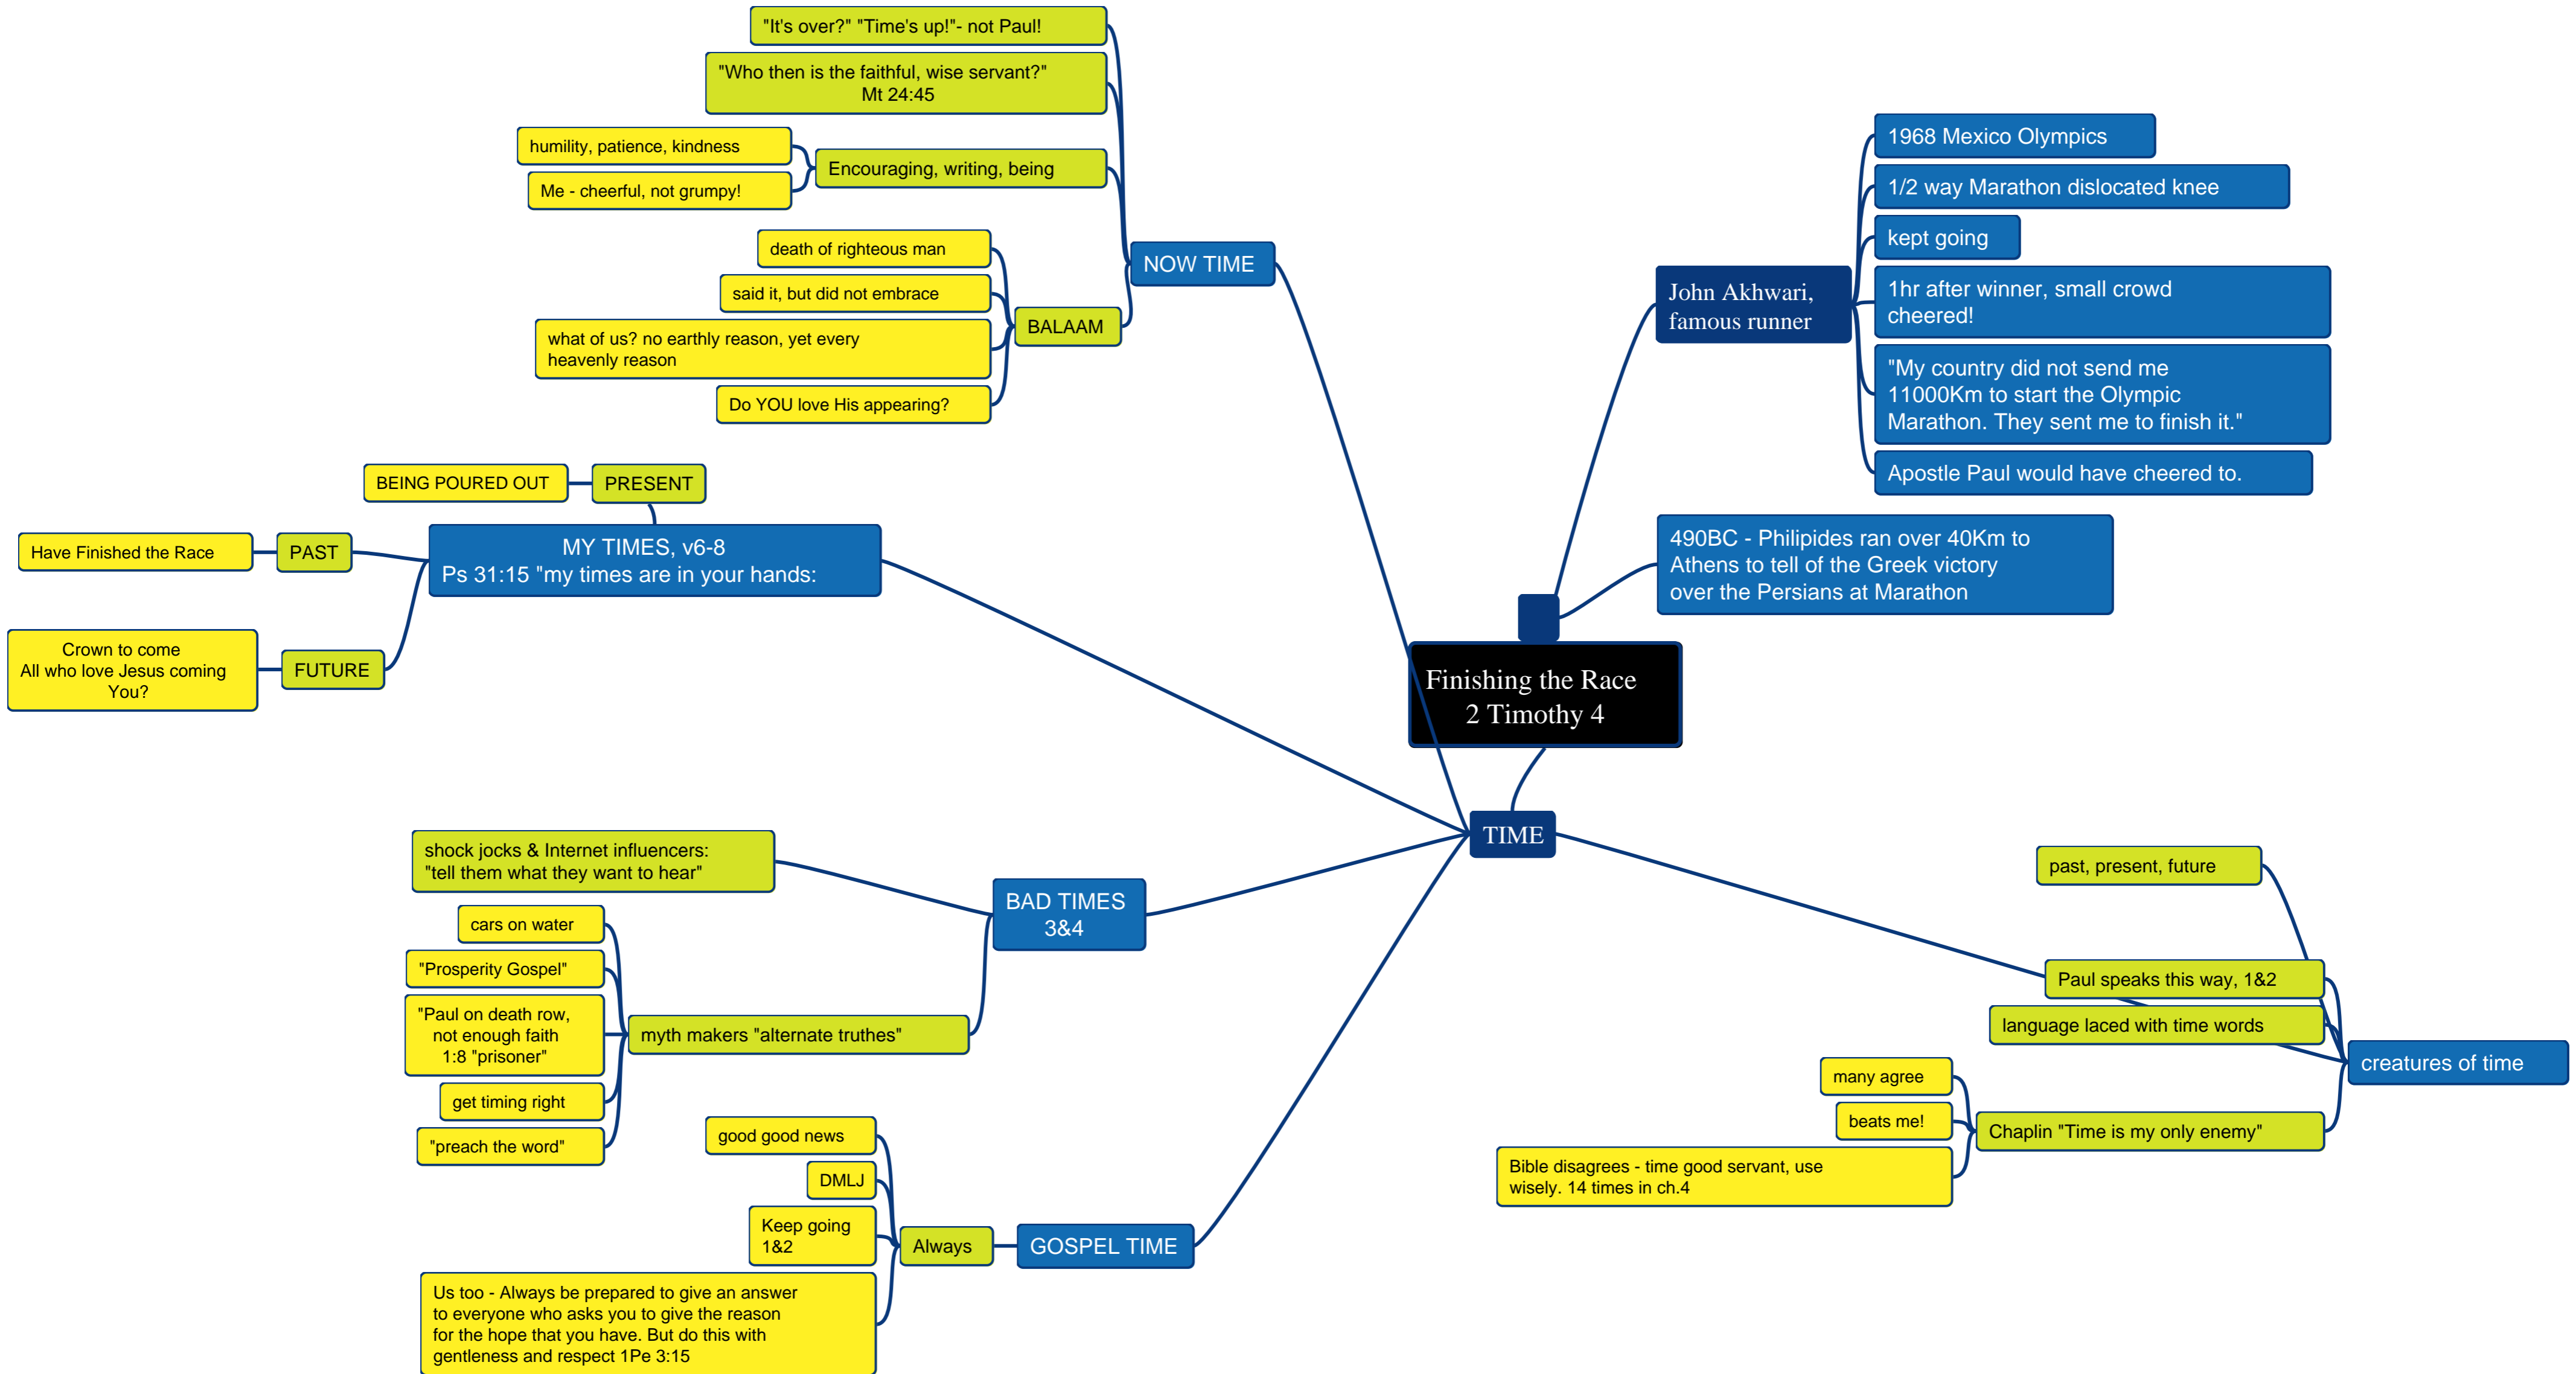 Finishing the Race
2 Timothy 4
John Akhwari,
famous runner
1968 Mexico Olympics
1/2 way Marathon dislocated knee
kept going
1hr after winner, small crowd
cheered!
"My country did not send me
11000Km to start the Olympic
Marathon. They sent me to finish it."
Apostle Paul would have cheered to.
490BC - Philipides ran over 40Km to
Athens to tell of the Greek victory
over the Persians at Marathon
TIME
creatures of time
past, present, future
Paul speaks this way, 1&2
language laced with time words
Chaplin "Time is my only enemy"
many agree
beats me!
Bible disagrees - time good servant, use
wisely. 14 times in ch.4
GOSPEL TIME
Always
good good news
DMLJ
Keep going
1&2
Us too - Always be prepared to give an answer
to everyone who asks you to give the reason
for the hope that you have. But do this with
gentleness and respect 1Pe 3:15
BAD TIMES
3&4
shock jocks & Internet influencers:
"tell them what they want to hear"
myth makers "alternate truthes"
cars on water
"Prosperity Gospel"
"Paul on death row,
not enough faith
1:8 "prisoner"
get timing right
"preach the word"
MY TIMES, v6-8
Ps 31:15 "my times are in your hands:
PRESENT
BEING POURED OUT
PAST
Have Finished the Race
FUTURE
Crown to come
All who love Jesus coming
You?
NOW TIME
"It's over?" "Time's up!"- not Paul!
"Who then is the faithful, wise servant?"
Mt 24:45
Encouraging, writing, being
humility, patience, kindness
Me - cheerful, not grumpy!
BALAAM
death of righteous man
said it, but did not embrace
what of us? no earthly reason, yet every
heavenly reason
Do YOU love His appearing?